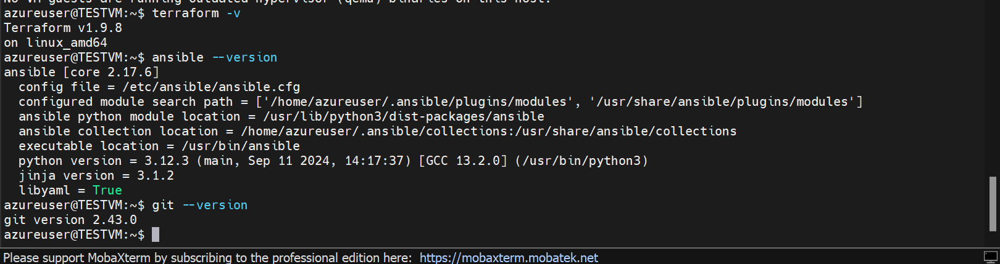 No VM guests are running outdated hypervisor (qemu) binaries on this host.
azureuser@TESTVM:~$ terraform -v
Terraform v1.9.8
on linux_amd64
azureuser@TESTVM:~$ ansible --version
ansible [core 2.17.6]
  config file = /etc/ansible/ansible.cfg
  configured module search path = ['/home/azureuser/.ansible/plugins/modules', '/usr/share/ansible/plugins/modules']
  ansible python module location = /usr/lib/python3/dist-packages/ansible
  ansible collection location = /home/azureuser/.ansible/collections:/usr/share/ansible/collections
  executable location = /usr/bin/ansible
  python version = 3.12.3 (main, Sep 11 2024, 14:17:37) [GCC 13.2.0] (/usr/bin/python3)
  jinja version = 3.1.2
  libyaml = True
azureuser@TESTVM:~$ git --version
git version 2.43.0
azureuser@TESTVM:~$
Please support MobaXterm by subscribing to the professional edition here: https://mobaxterm.mobatek.net